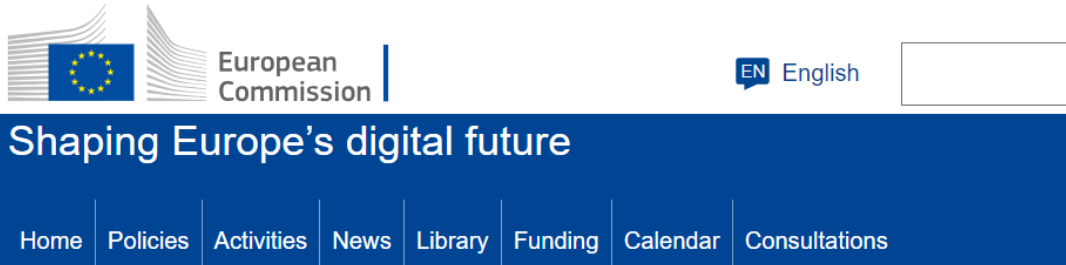 European
Commission
EN English
Shaping Europe’s digital future
Home Policies Activities News Library Funding Calendar Consultations